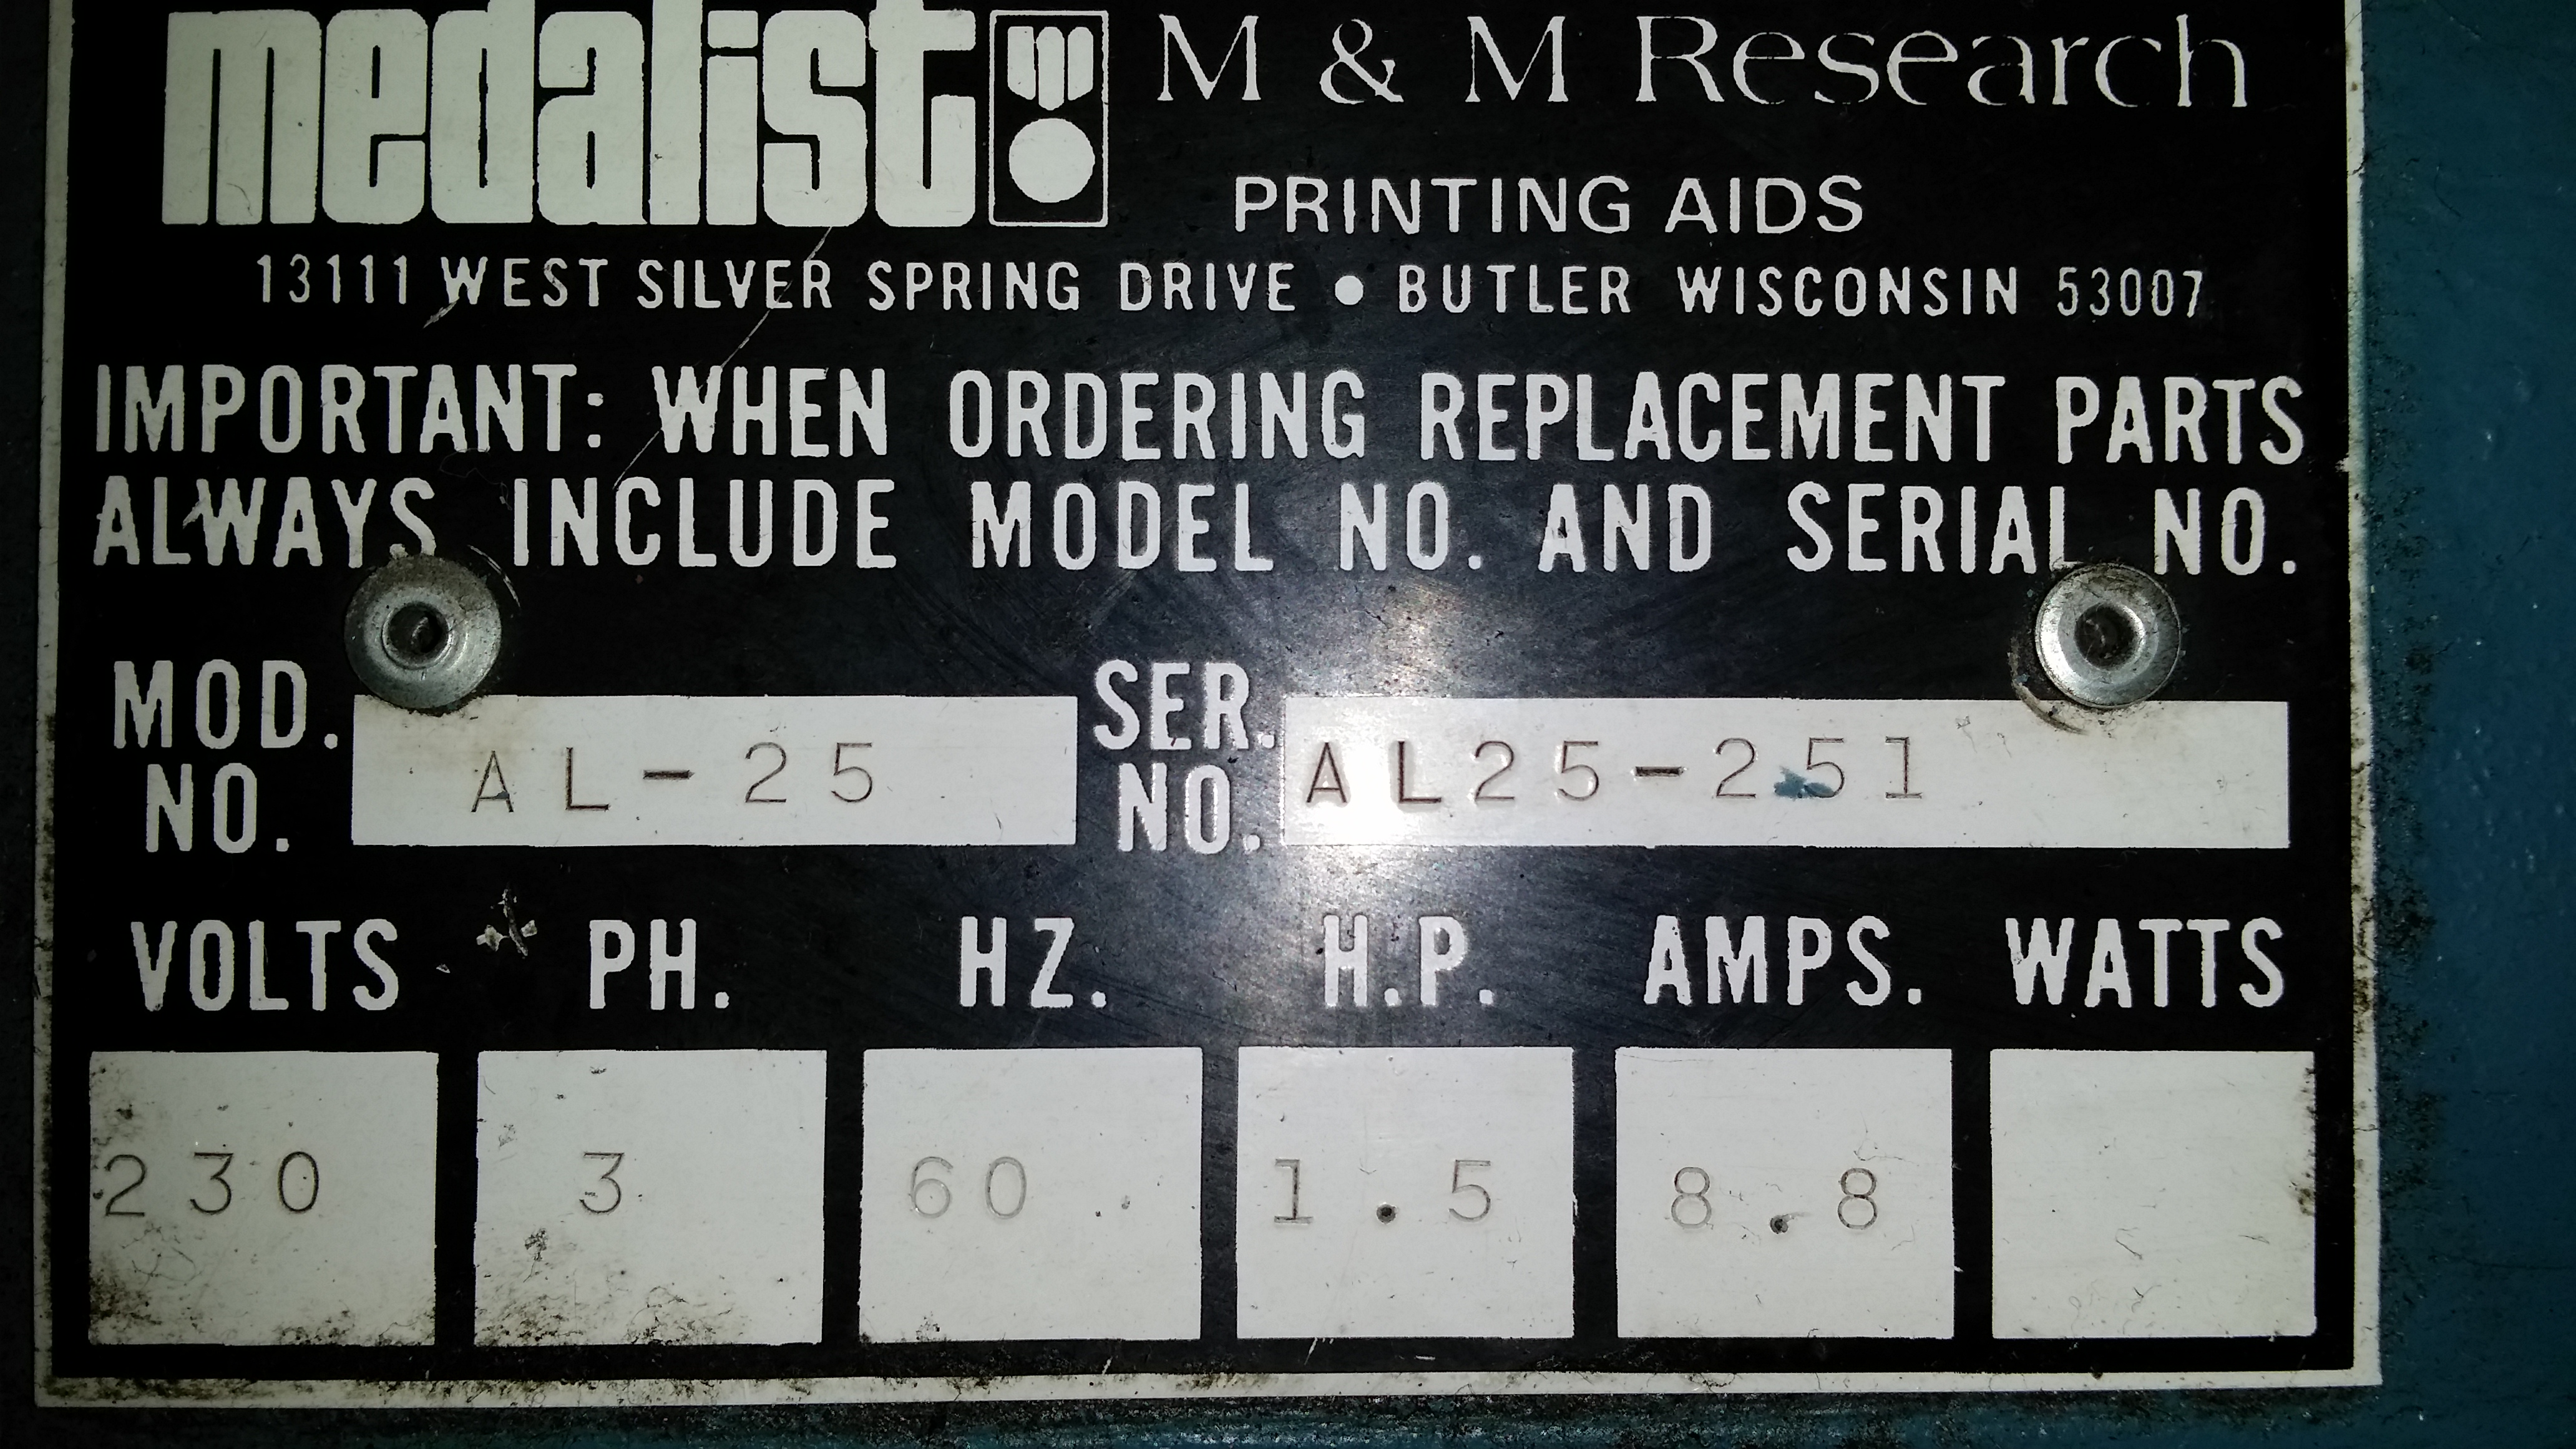 medalist M & M Research
PRINTING AIDS
13111 WEST SILVER SPRING DRIVE • BUTLER WISCONSIN 53007
IMPORTANT: WHEN ORDERING REPLACEMENT PARTS
ALWAYS INCLUDE MODEL NO. AND SERIAL NO.
MOD. NO. AL-25 SER. NO. AL25-251
VOLTS PH. HZ. H.P. AMPS. WATTS
230 3 60 1.5 8.8